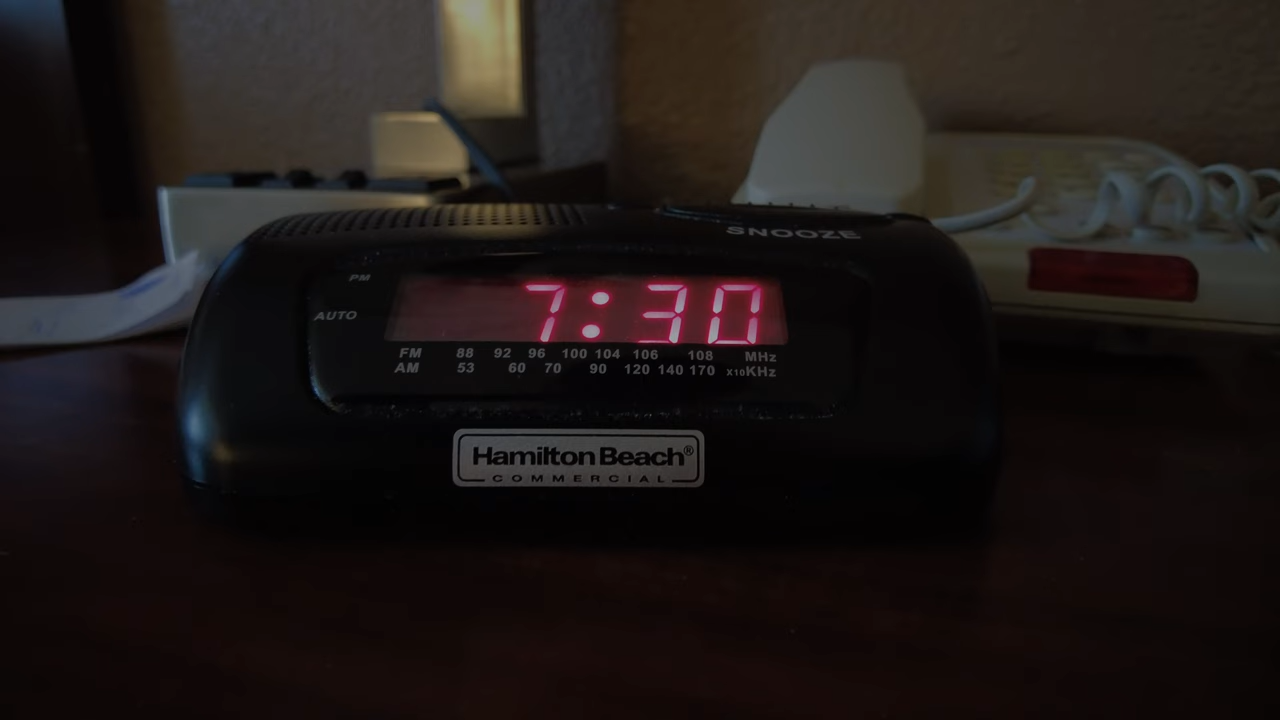 SNOOZE
PM
7:30
AUTO
FM 88 92 96 100 104 106 108 MHz
AM 53 60 70 90 120 140 170 x10KHz
Hamilton Beach®
COMMERCIAL